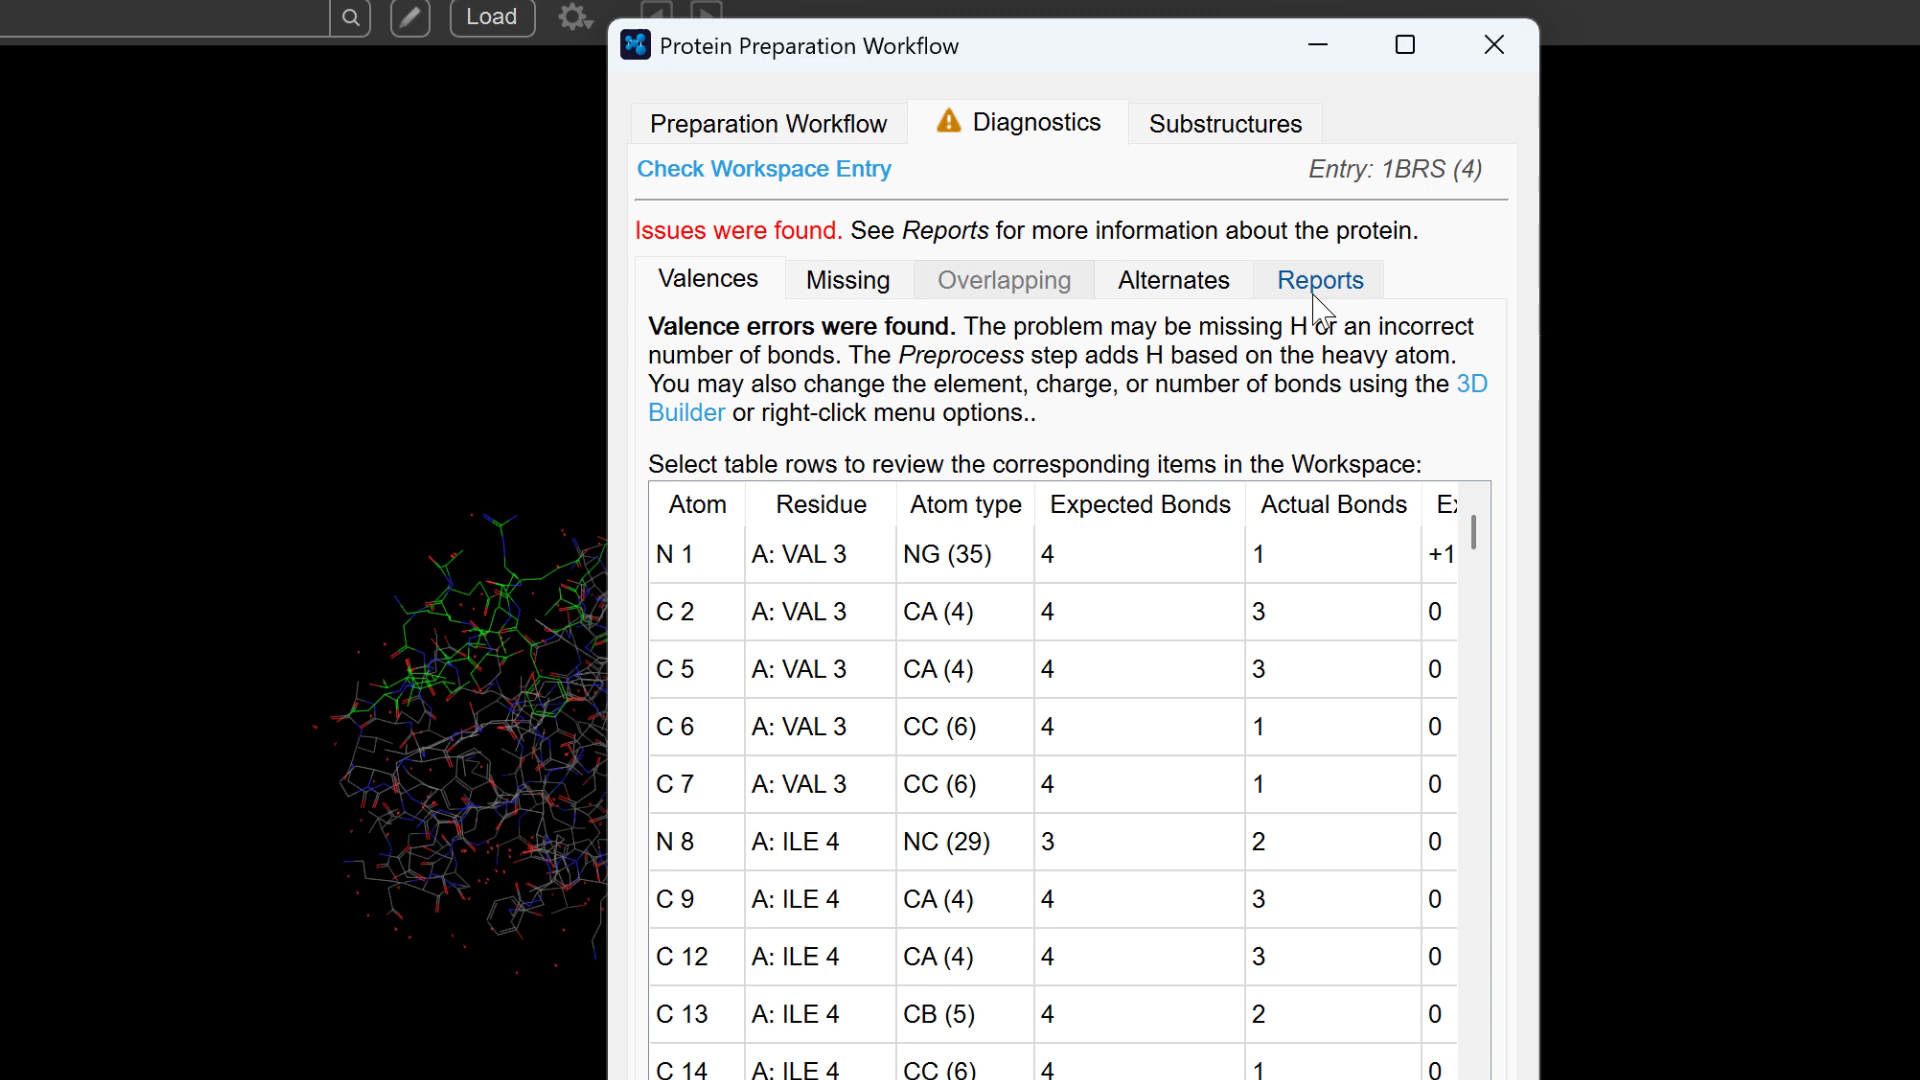 Load
Protein Preparation Workflow
Preparation Workflow Diagnostics Substructures
Check Workspace Entry Entry: 1BRS (4)
Issues were found. See Reports for more information about the protein.
Valences Missing Overlapping Alternates Reports
Valence errors were found. The problem may be missing H or an incorrect
number of bonds. The Preprocess step adds H based on the heavy atom.
You may also change the element, charge, or number of bonds using the 3D
Builder or right-click menu options..
Select table rows to review the corresponding items in the Workspace:
Atom Residue Atom type Expected Bonds Actual Bonds
N 1 A: VAL 3 NG (35) 4 1 +1
C 2 A: VAL 3 CA (4) 4 3 0
C 5 A: VAL 3 CA (4) 4 3 0
C 6 A: VAL 3 CC (6) 4 1 0
C 7 A: VAL 3 CC (6) 4 1 0
N 8 A: ILE 4 NC (29) 3 2 0
C 9 A: ILE 4 CA (4) 4 3 0
C 12 A: ILE 4 CA (4) 4 3 0
C 13 A: ILE 4 CB (5) 4 2 0
C 14 A: ILE 4 CC (6) 4 1 0